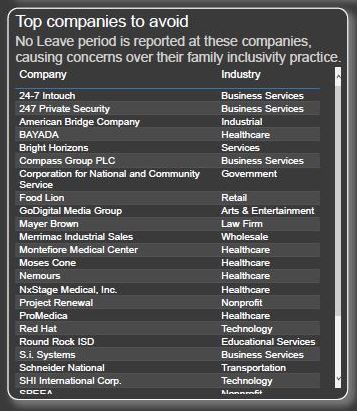 Top companies to avoid
No Leave period is reported at these companies,
causing concerns over their family inclusivity practice.
Company Industry
24-7 Intouch Business Services
247 Private Security Business Services
American Bridge Company Industrial
BAYADA Healthcare
Bright Horizons Services
Compass Group PLC Business Services
Corporation for National and Community Government
Service
Food Lion Retail
GoDigital Media Group Arts & Entertainment
Mayer Brown Law Firm
Merrimac Industrial Sales Wholesale
Montefiore Medical Center Healthcare
Moses Cone Healthcare
Nemours Healthcare
NxStage Medical, Inc. Healthcare
Project Renewal Nonprofit
ProMedica Healthcare
Red Hat Technology
Round Rock ISD Educational Services
S.i. Systems Business Services
Schneider National Transportation
SHI International Corp. Technology
Nonprofit